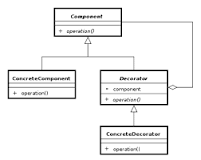 Component
+ operation()
ConcreteComponent
+ operation()
Decorator
+ component
+ operation()
ConcreteDecorator
+ operation()